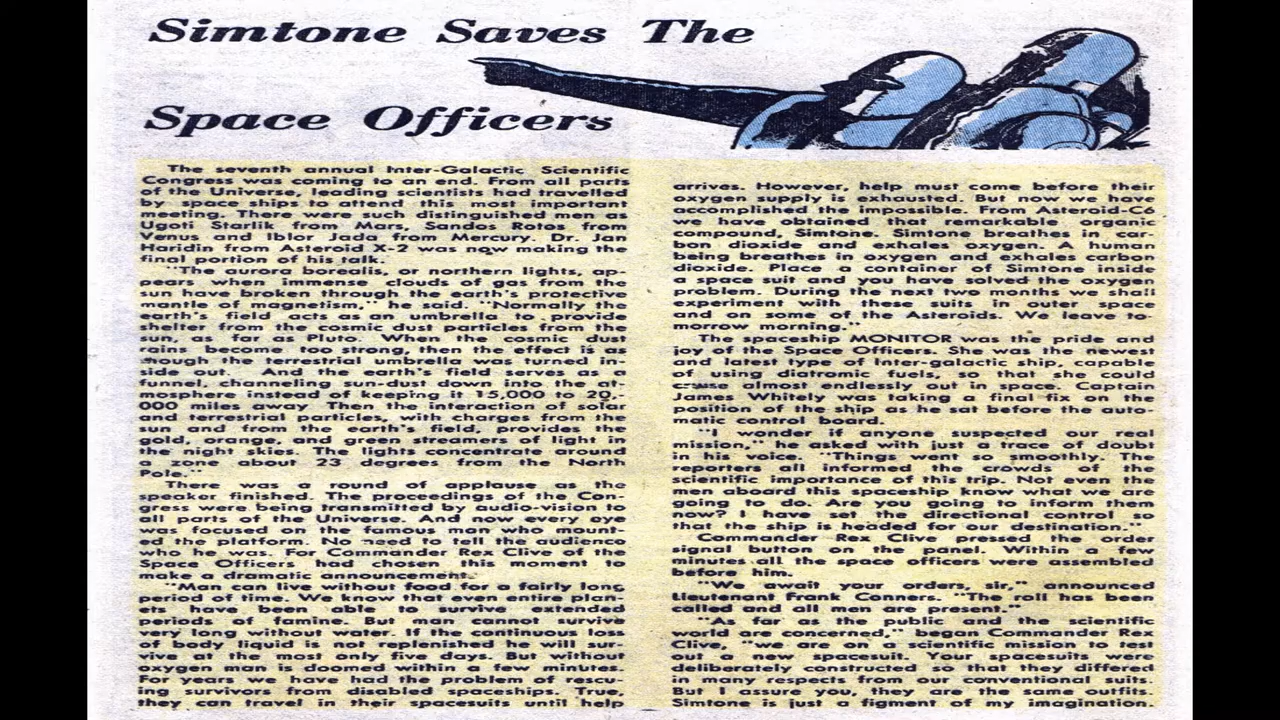 Simtone Saves The
Space Officers
The seventh annual Inter-Galactic Scientific
Congress was coming to an end. From all parts
of the Universe, leading scientists had travelled
by space ships to attend this most important
meeting. There were such distinguished men as
Ugoti Starlik from Mars, Sandos Rotos from
Venus and Iblor Jada from Mercury. Dr. Jan
Haridin from Asteroid X-2 was now making the
final portion of his talk.
"The aurora borealis, or northern lights, ap-
pears when immense clouds of gas from the
sun have broken through the earth's protective
mantle of magnetism," he said. "Normally the
earth's field acts as an umbrella to provide
shelter from the cosmic dust particles from the
sun, as far as Pluto. When the cosmic dust
rains become too strong, then the effect is as
though the terrestrial umbrella was turned in-
side out. And the earth's field serves as a
funnel, channeling sun-dust down into the at-
mosphere instead of keeping it 15,000 to 20,-
000 miles away. Then the interaction of solar
and terrestrial particles, with charges from the
sun and from the earth's field, provides the
gold, orange, and green streamers of light in
the night skies. The lights concentrate around
a zone about 23 degrees from the North
Pole."
There was a round of applause as the
speaker finished. The proceedings of the Con-
gress were being transmitted by audio-vision to
all parts of the Universe. And now every eye
was focused on the famous man who mount-
ed the platform. No need to tell the audience
who he was. For Commander Rex Clive of the
Space Officers had chosen this moment to
make a dramatic announcement.
"Man can live without food for a fairly long
period of time. We know that even entire plan-
ets have been able to survive extended
periods of famine. But man cannot survive
very long without water. If the continuous loss
of body liquid is not replenished he will sur-
vive at the most only five days. But without
oxygen man is doomed within a few minutes.
For years we have had the problem of rescu-
ing survivors from disabled spaceships. True,
they can travel in their spacesuits until help
arrives. However, help must come before their
oxygen supply is exhausted. But now we have
accomplished the impossible. From Asteroid-C6
we have obtained that remarkable organic
compound, Simtone. Simtone breathes in car-
bon dioxide and exhales oxygen. A human
being breathes in oxygen and exhales carbon
dioxide. Place a container of Simtone inside
a space suit and you have solved the oxygen
problem. During the next two months we shall
experiment with these suits in outer space
and on some of the Asteroids. We leave to-
morrow morning."
The spaceship MONITOR was the pride and
joy of the Space Officers. She was the newest
and latest type of inter-galactic ship, capable
of using diatromic fuels, so that she could
cruise almost endlessly out in space. Captain
James Whitely was taking a final fix on the
position of the ship as he sat before the auto-
matic control board.
"I wonder if anyone suspected our real
mission," he asked with just a trace of doubt
in his voice. "Things went so smoothly. The
reporters all informed the crowds of the
scientific importance of this trip. Not even the
men aboard this spaceship know what we are
going to do. Are you going to inform them
now? I have set the directional control so
that the ship is headed for our destination."
Commander Rex Clive pressed the order
signal button on the panel. Within a few
minutes all the space officers were assembled
before him.
"We await your orders, sir," announced
Lieutenant Frank Conners. "The roll has been
called and all men are present."
"As far as the public and the scientific
world are concerned," began Commander Rex
Clive, "we are on a scientific mission to test
out a new spacesuit. Your spacesuits were
deliberately constructed so that they differed
in many respects from our conventional suits.
But I assure you, they are the same outfits.
Simtone is just a figment of my imagination.